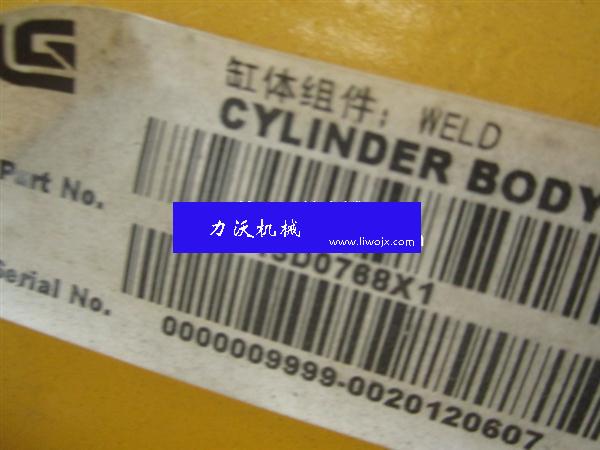 缸体组件: WELD
CYLINDER BODY
Part No.
力沃机械
www.liwojx.com
3D0768X1
Serial No.
0000009999-0020120607